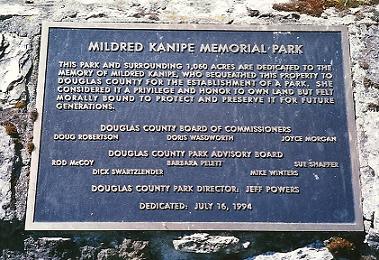 MILDRED KANIPE MEMORIAL PARK
THIS PARK AND SURROUNDING 1,060 ACRES ARE DEDICATED TO THE
MEMORY OF MILDRED KANIPE, WHO BEQUEATHED THIS PROPERTY TO
DOUGLAS COUNTY FOR THE ESTABLISHMENT OF A PARK. SHE
CONSIDERED IT A PRIVILEGE AND HONOR TO OWN LAND BUT FELT
MORALLY BOUND TO PROTECT AND PRESERVE IT FOR FUTURE
GENERATIONS.
DOUGLAS COUNTY BOARD OF COMMISSIONERS
DOUG ROBERTSON DORIS WADSWORTH JOYCE MORGAN
DOUGLAS COUNTY PARK ADVISORY BOARD
ROD McCOY BARBARA PELETT SUE SHAFFER
DICK SWARTZLENDER MIKE WINTERS
DOUGLAS COUNTY PARK DIRECTOR: JEFF POWERS
DEDICATED: JULY 16, 1994